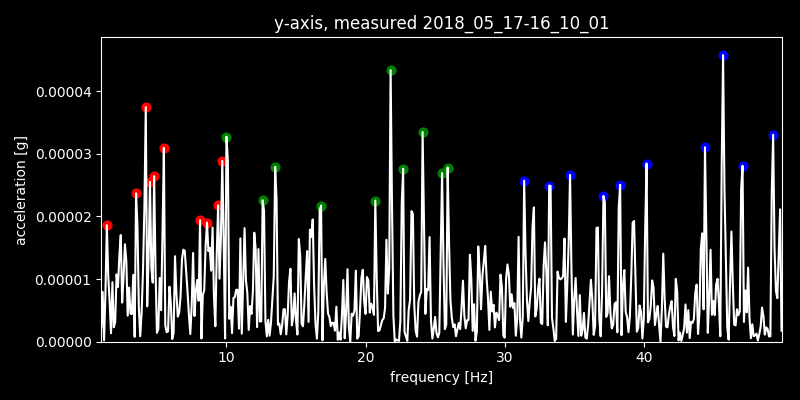 y-axis, measured 2018_05_17-16_10_01
acceleration [g]
0.00004
0.00003
0.00002
0.00001
0.00000
10 20 30 40
frequency [Hz]